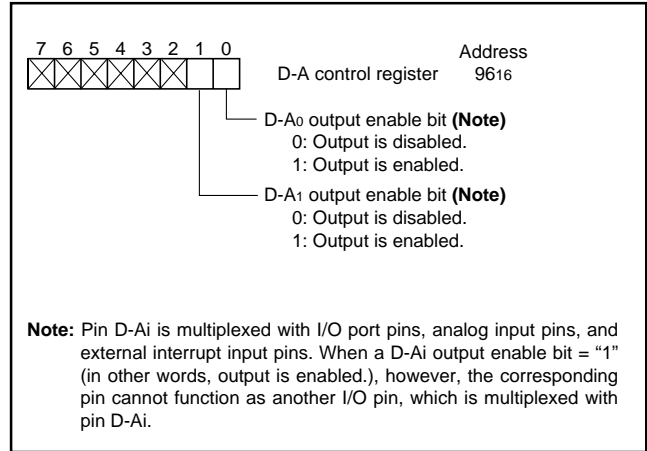 7 6 5 4 3 2 1 0
Address
D-A control register 9616
D-A0 output enable bit (Note)
0: Output is disabled.
1: Output is enabled.
D-A1 output enable bit (Note)
0: Output is disabled.
1: Output is enabled.
Note: Pin D-Ai is multiplexed with I/O port pins, analog input pins, and
external interrupt input pins. When a D-Ai output enable bit = “1”
(in other words, output is enabled.), however, the corresponding
pin cannot function as another I/O pin, which is multiplexed with
pin D-Ai.